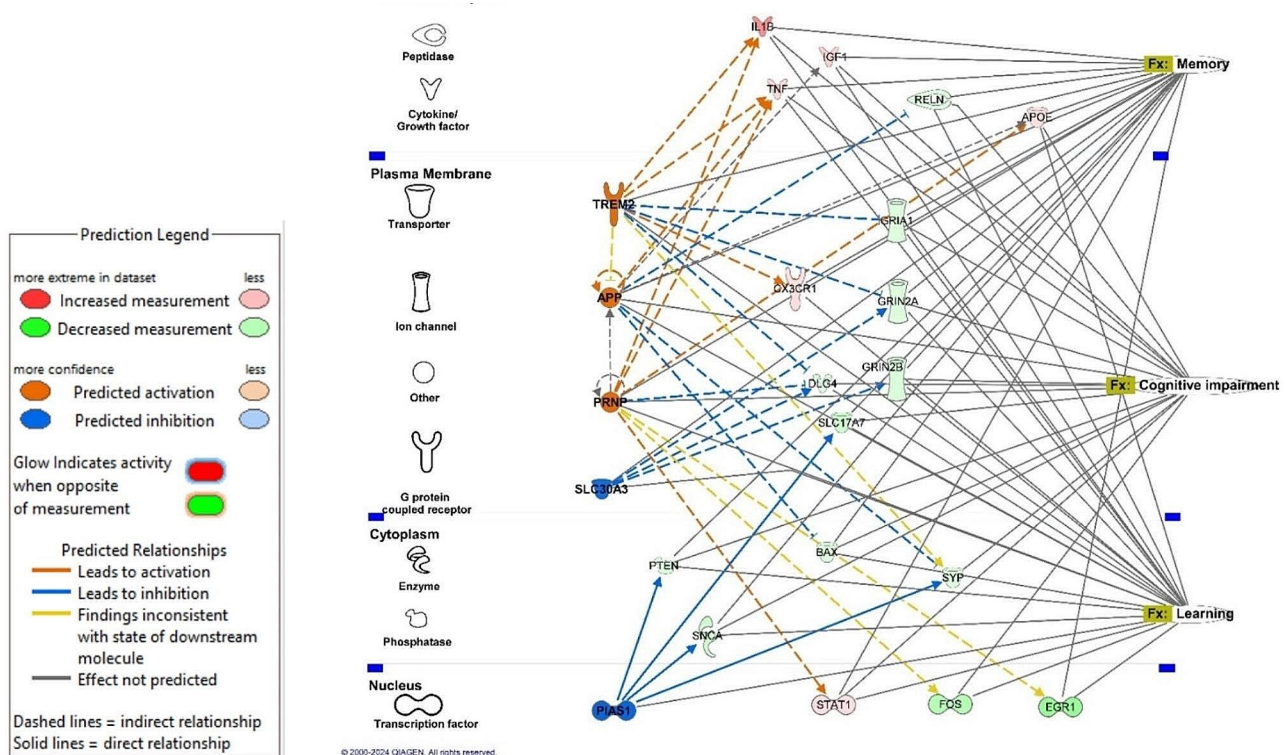 Prediction Legend
more extreme in dataset less
Increased measurement
Decreased measurement
more confidence less
Predicted activation
Predicted inhibition
Glow Indicates activity
when opposite
of measurement
Predicted Relationships
Leads to activation
Leads to inhibition
Findings inconsistent
with state of downstream
molecule
Effect not predicted
Dashed lines = indirect relationship
Solid lines = direct relationship
Peptidase
Cytokine/
Growth factor
Plasma Membrane
Transporter
Ion channel
Other
G protein
coupled receptor
Cytoplasm
Enzyme
Phosphatase
Nucleus
Transcription factor
© 2000-2024 QIAGEN. All rights reserved.
IL1B
IGF1
TNF
RELN
APOE
TREM2
GRIA1
APP
CX3CR1
GRIN2A
GRIN2B
DLG4
PRNP
SLC17A7
SLC30A3
BAX
PTEN
SYP
SNCA
PIAS1
STAT1
FOS
EGR1
Fx: Memory
Fx: Cognitive impairment
Fx: Learning